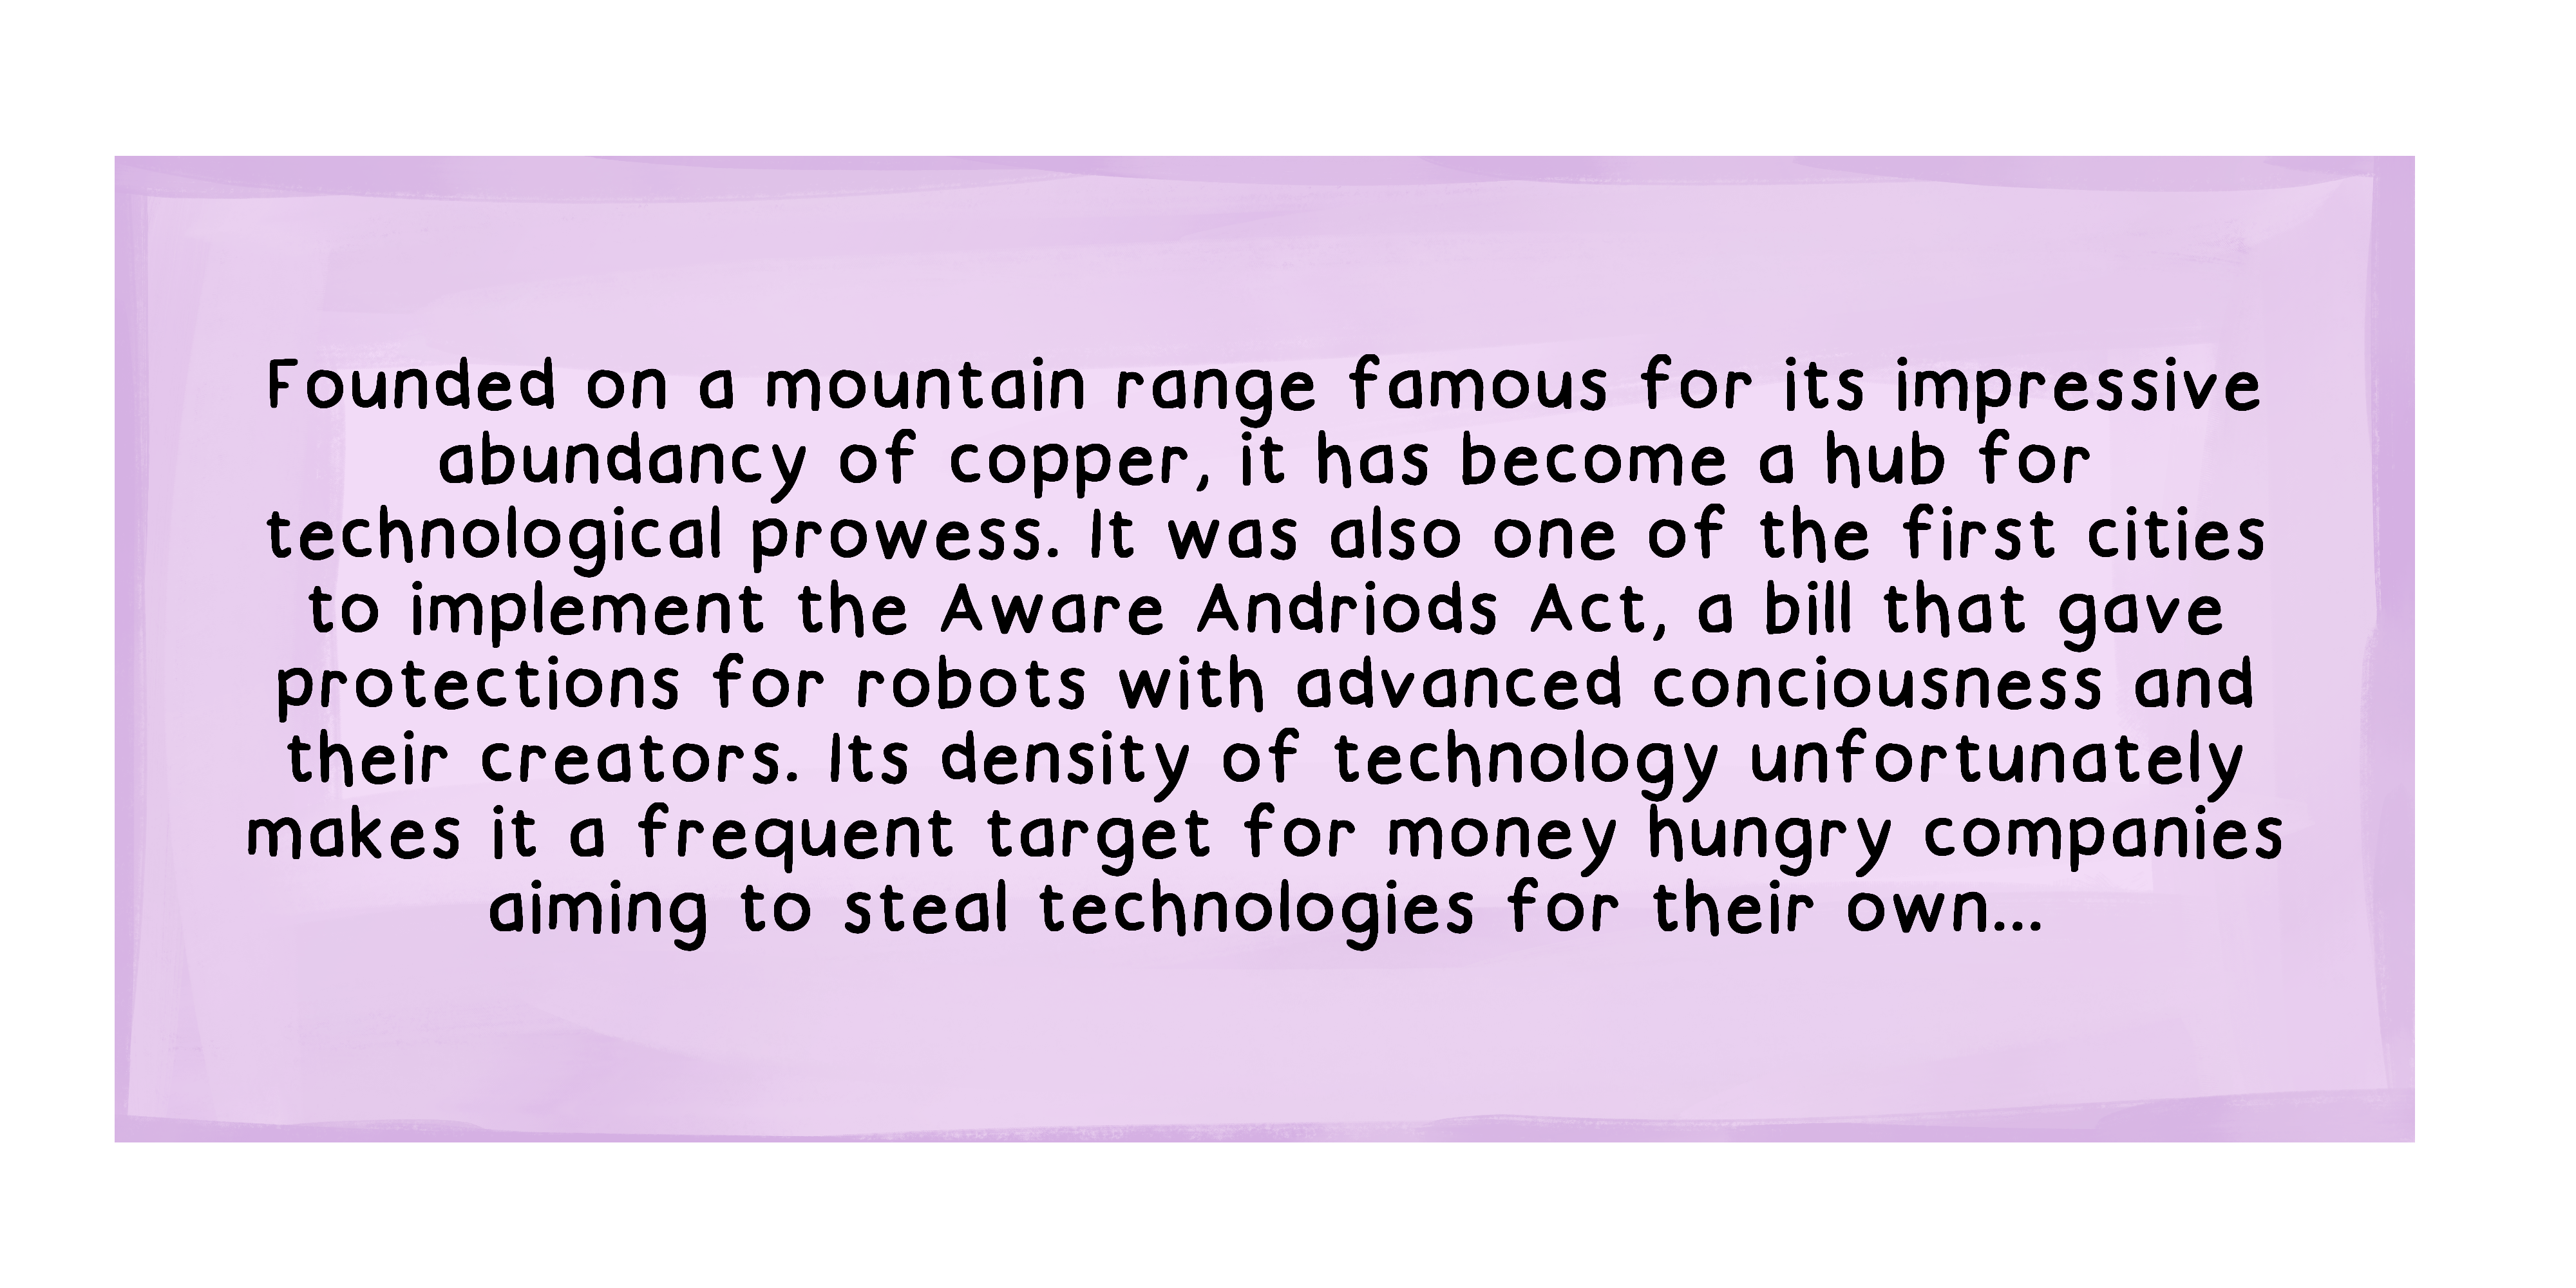 Founded on a mountain range famous for its impressive
abundancy of copper, it has become a hub for
technological prowess. It was also one of the first cities
to implement the Aware Andriods Act, a bill that gave
protections for robots with advanced conciousness and
their creators. Its density of technology unfortunately
makes it a frequent target for money hungry companies
aiming to steal technologies for their own...